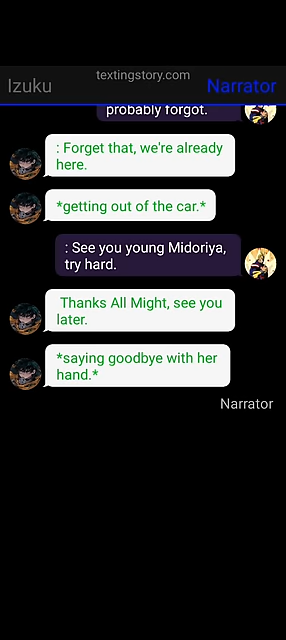 textingstory.com
Izuku
Narrator
probably forgot.
: Forget that, we're already
here.
*getting out of the car.*
: See you young Midoriya,
try hard.
Thanks All Might, see you
later.
*saying goodbye with her
hand.*
Narrator